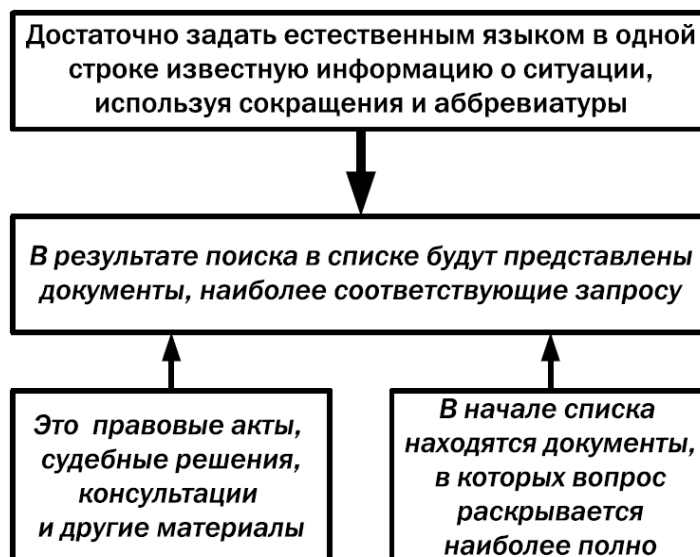 Достаточно задать естественным языком в одной
строке известную информацию о ситуации,
используя сокращения и аббревиатуры
В результате поиска в списке будут представлены
документы, наиболее соответствующие запросу
Это правовые акты,
судебные решения,
консультации
и другие материалы
В начале списка
находятся документы,
в которых вопрос
раскрывается
наиболее полно